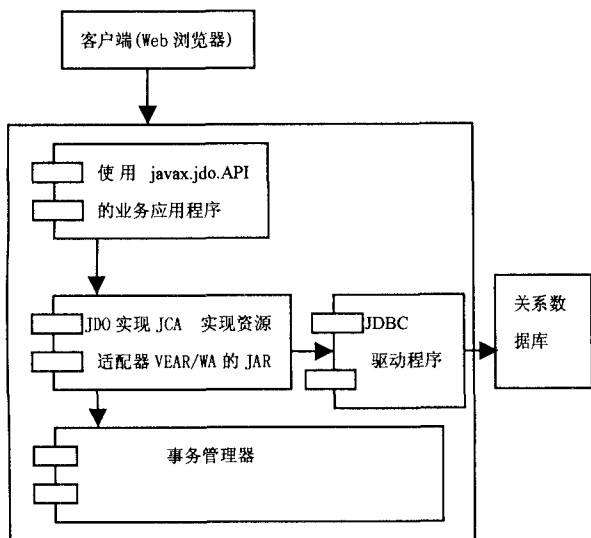 客户端(Web 浏览器)
使用 javax.jdo.API
的业务应用程序
JDO 实现 JCA 实现资源
适配器 VEAR/WA 的 JAR
JDBC
驱动程序
关系数
据库
事务管理器